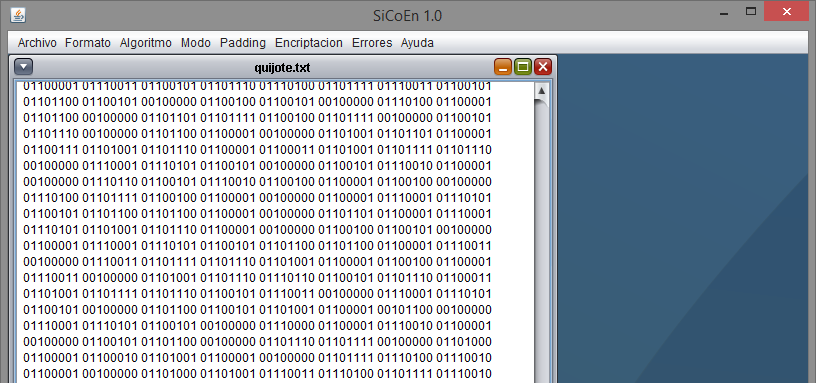 SiCoEn 1.0
Archivo Formato Algoritmo Modo Padding Encriptacion Errores Ayuda
quijote.txt
01100001 01110011 01100101 01101110 01110100 01101111 01110011 01100101
01101100 01100101 00100000 01100100 01100101 00100000 01110100 01100001
01101100 00100000 01101101 01101111 01100100 01101111 00100000 01100101
01101110 00100000 01101100 01100001 00100000 01101001 01101101 01100001
01100111 01101001 01101110 01100001 01100011 01101001 01101111 01101110
00100000 01110001 01110101 01100101 00100000 01100101 01110010 01100001
00100000 01110110 01100101 01110010 01100100 01100001 01100100 00100000
01110100 01101111 01100100 01100001 00100000 01100001 01110001 01110101
01100101 01101100 01101100 01100001 00100000 01101101 01100001 01110001
01110101 01101001 01101110 01100001 00100000 01100100 01100101 00100000
01100001 01110001 01110101 01100101 01101100 01101100 01100001 01110011
00100000 01110011 01101111 01101110 01101111 01100001 01100100 01100001
01110011 00100000 01101001 01101110 01110110 01100101 01101110 01100011
01101001 01101111 01101110 01100101 01110011 00100000 01110001 01110101
01100101 00100000 01101100 01100101 01101001 01100001 00101100 00100000
01110001 01110101 01100101 00100000 01110000 01100001 01110010 01100001
00100000 01100101 01101100 00100000 01101110 01101111 00100000 01101000
01100001 01100010 01101001 01100001 00100000 01101111 01110100 01110010
01100001 00100000 01101000 01101001 01110011 01110100 01101111 01110010